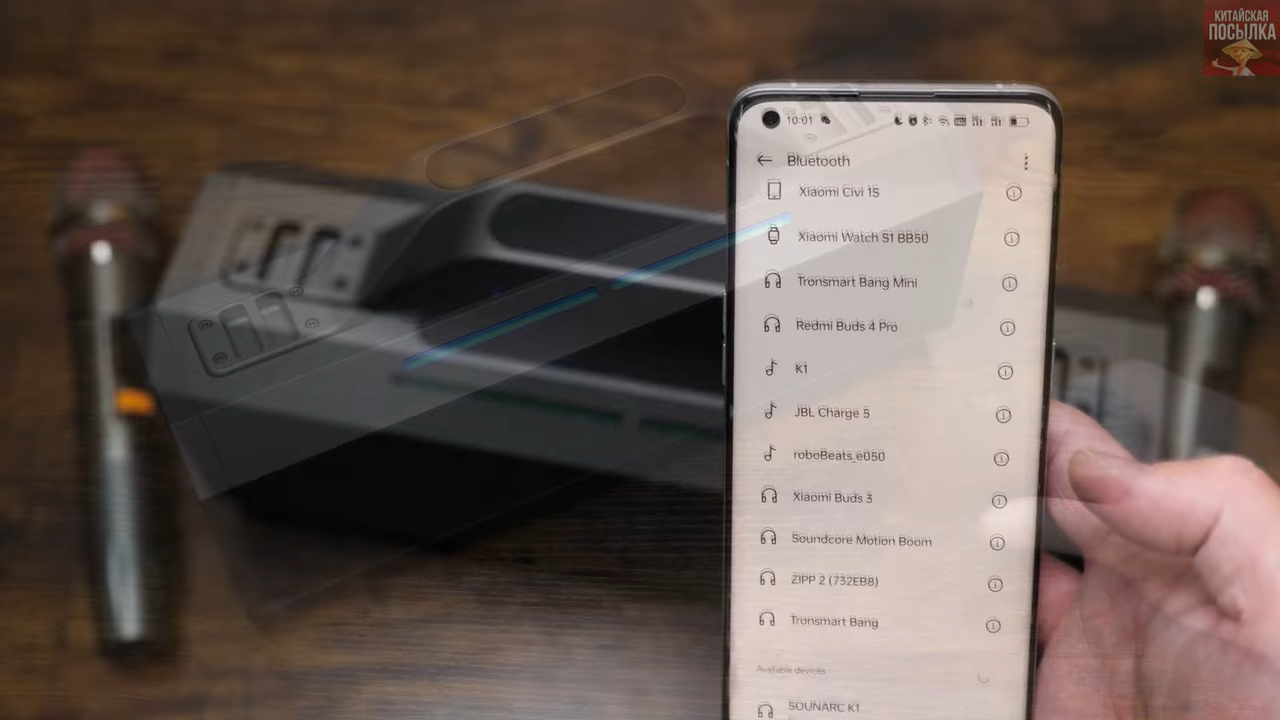 КИТАЙСКАЯ
ПОСЫЛКА
10:01
Bluetooth
Xiaomi Civi 1S
Xiaomi Watch S1 BB50
Tronsmart Bang Mini
Redmi Buds 4 Pro
K1
JBL Charge 5
roboBeats_e050
Xiaomi Buds 3
Soundcore Motion Boom
ZIPP 2 (732EB8)
Tronsmart Bang
Available devices
SOUNARC K1